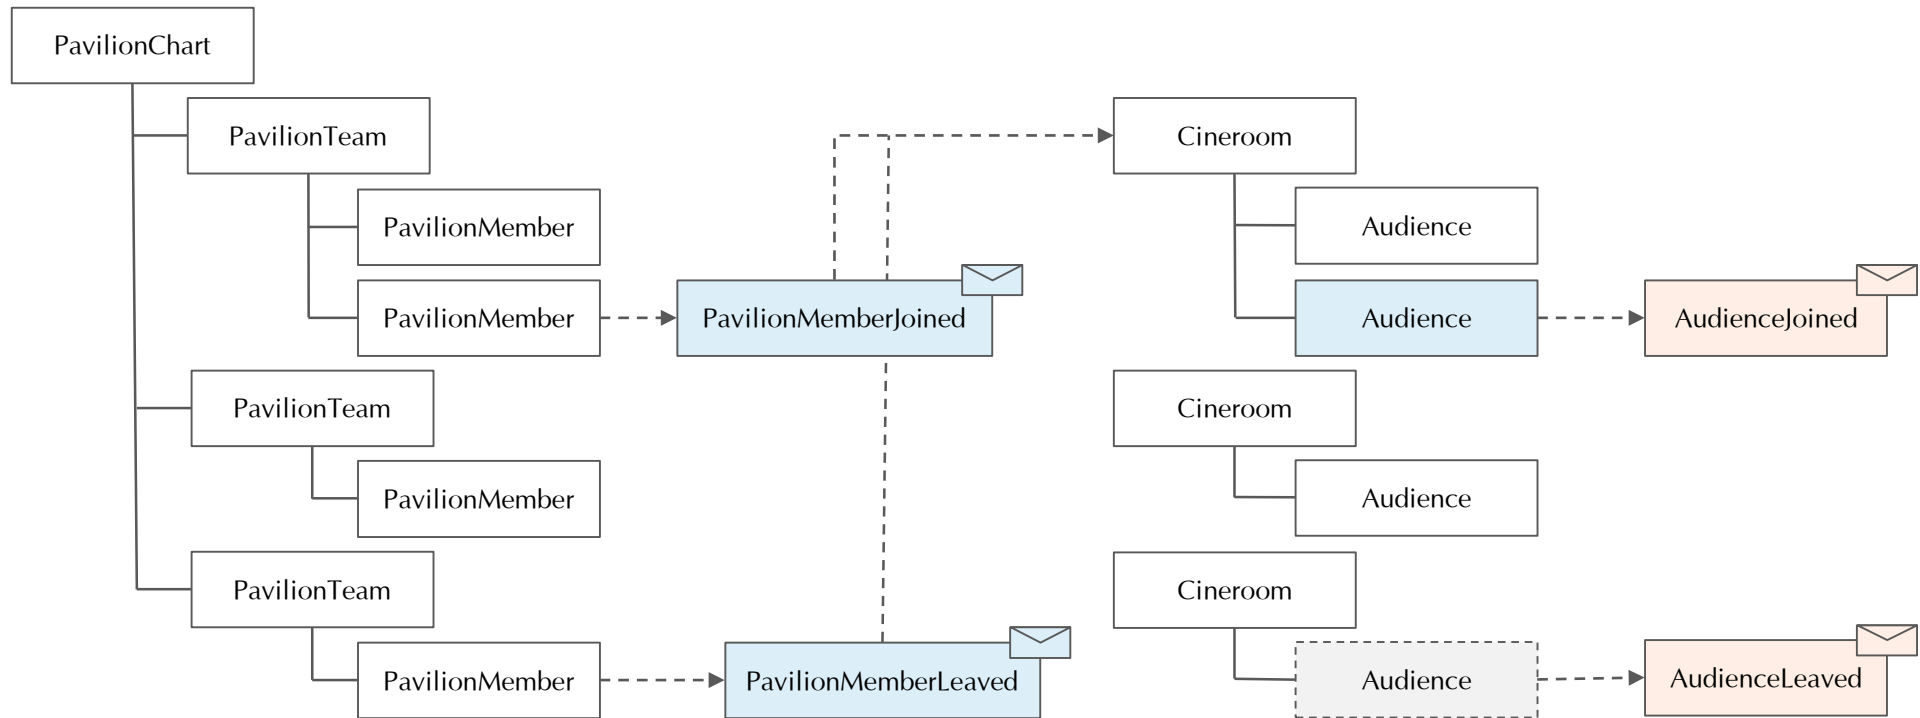 PavilionChart
PavilionTeam
Cineroom
PavilionMember
Audience
PavilionMember
PavilionMemberJoined
Audience
AudienceJoined
PavilionTeam
Cineroom
PavilionMember
Audience
PavilionTeam
Cineroom
PavilionMember
PavilionMemberLeaved
Audience
AudienceLeaved